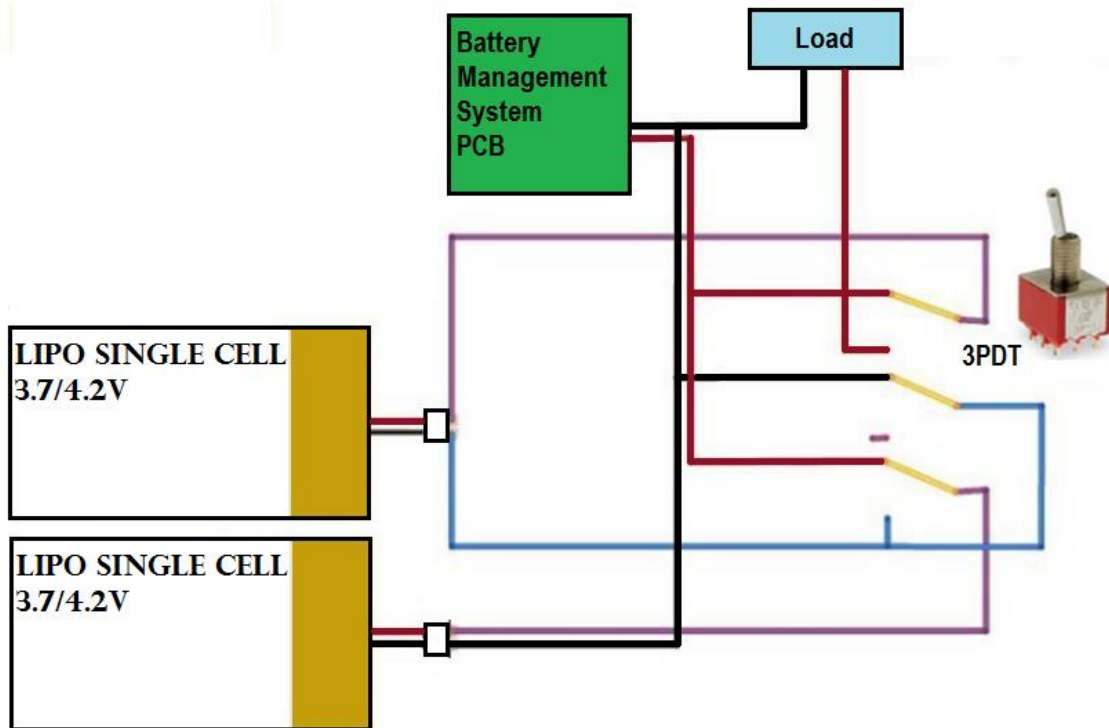 Battery
Management
System
PCB
Load
3PDT
LIPO SINGLE CELL
3.7/4.2V
LIPO SINGLE CELL
3.7/4.2V